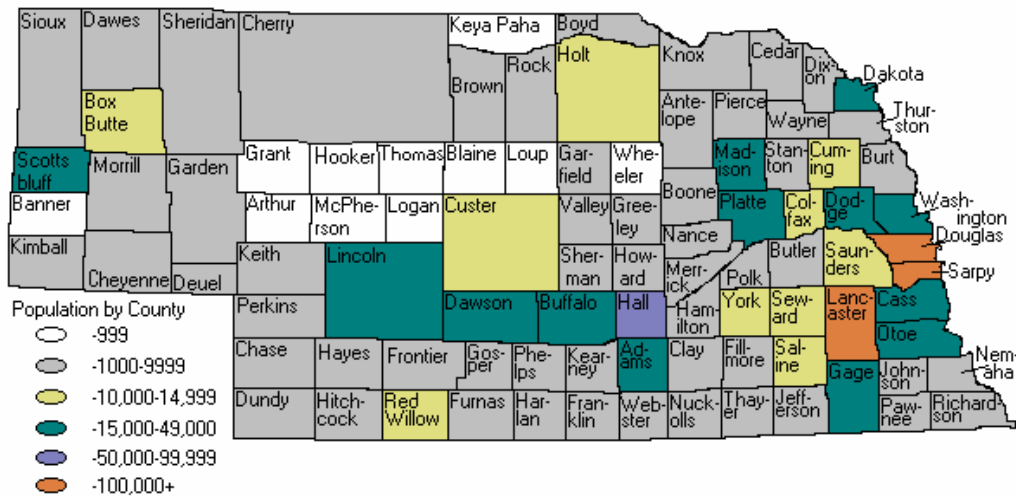 Sioux
Dawes
Sheridan
Cherry
Keya Paha
Boyd
Holt
Knox
Cedar
Dix-
on
Dakota
Brown
Rock
Box
Butte
Ante-
lope
Pierce
Wayne
Thur-
ston
Scotts
bluff
Morrill
Garden
Grant
Hooker
Thomas
Blaine
Loup
Gar-
field
Whe-
eler
Boone
Mad-
ison
Stan-
ton
Cum-
ing
Burt
Banner
Arthur
McPhe-
rson
Logan
Custer
Valley
Gree-
ley
Platte
Col-
fax
Dod-
ge
Wash-
ington
Kimball
Cheyenne
Deuel
Keith
Lincoln
Sher-
man
How-
ard
Nance
Merr-
ick
Polk
Butler
Saun-
ders
Douglas
Sarpy
Perkins
Dawson
Buffalo
Hall
Ham-
ilton
York
Sew-
ard
Lanc-
aster
Cass
Otoe
Chase
Hayes
Frontier
Gos-
per
Phe-
lps
Kear-
ney
Ad-
ams
Clay
Fill-
more
Sal-
ine
Gage
John-
son
Nem-
aha
Dundy
Hitch-
cock
Red
Willow
Furnas
Har-
lan
Fran-
klin
Web-
ster
Nuck-
olls
Thay-
er
Jeff-
erson
Paw-
nee
Richard-
son
Population by County
-999
-1000-9999
-10,000-14,999
-15,000-49,000
-50,000-99,999
-100,000+